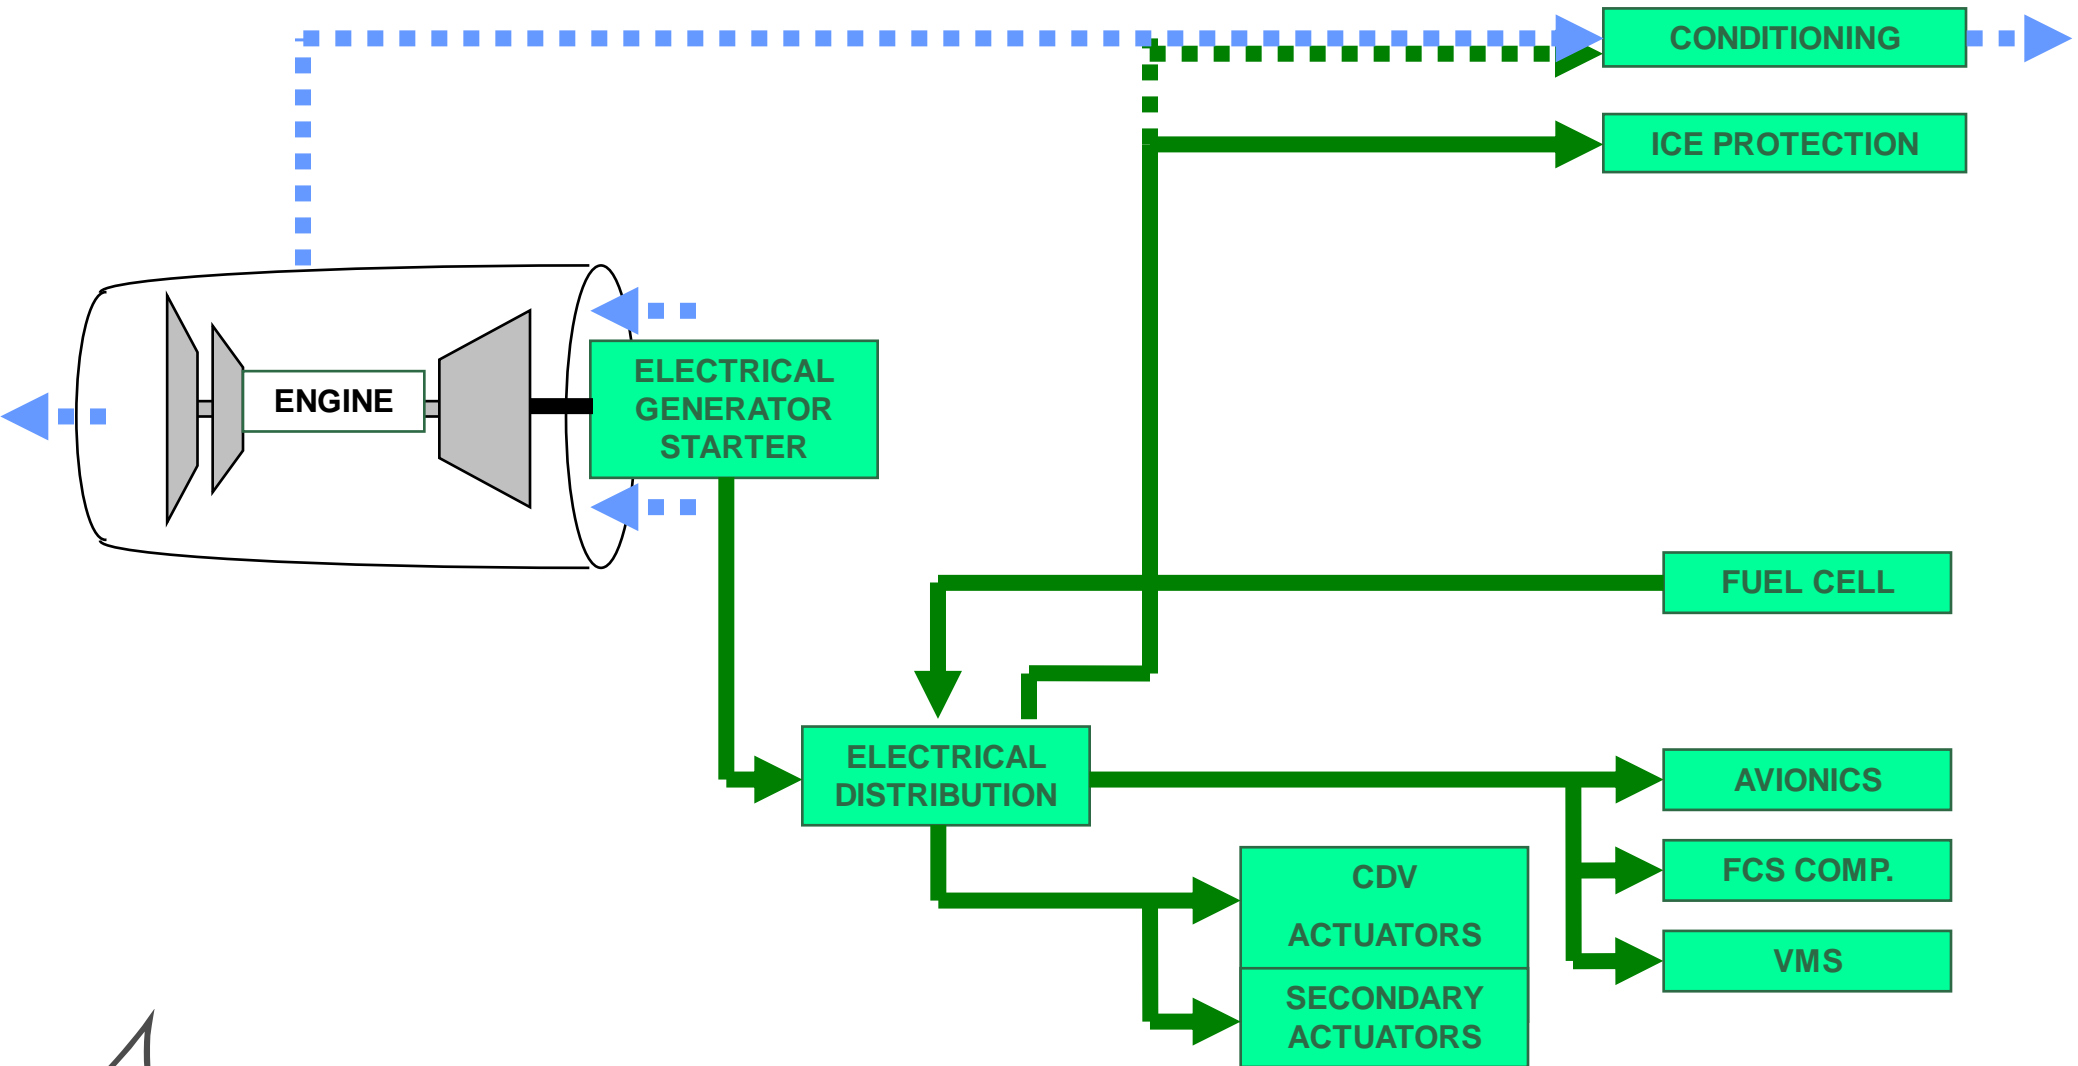 CONDITIONING
ICE PROTECTION
ELECTRICAL
GENERATOR
STARTER
ENGINE
FUEL CELL
ELECTRICAL
DISTRIBUTION
AVIONICS
FCS COMP.
VMS
CDV
ACTUATORS
SECONDARY
ACTUATORS